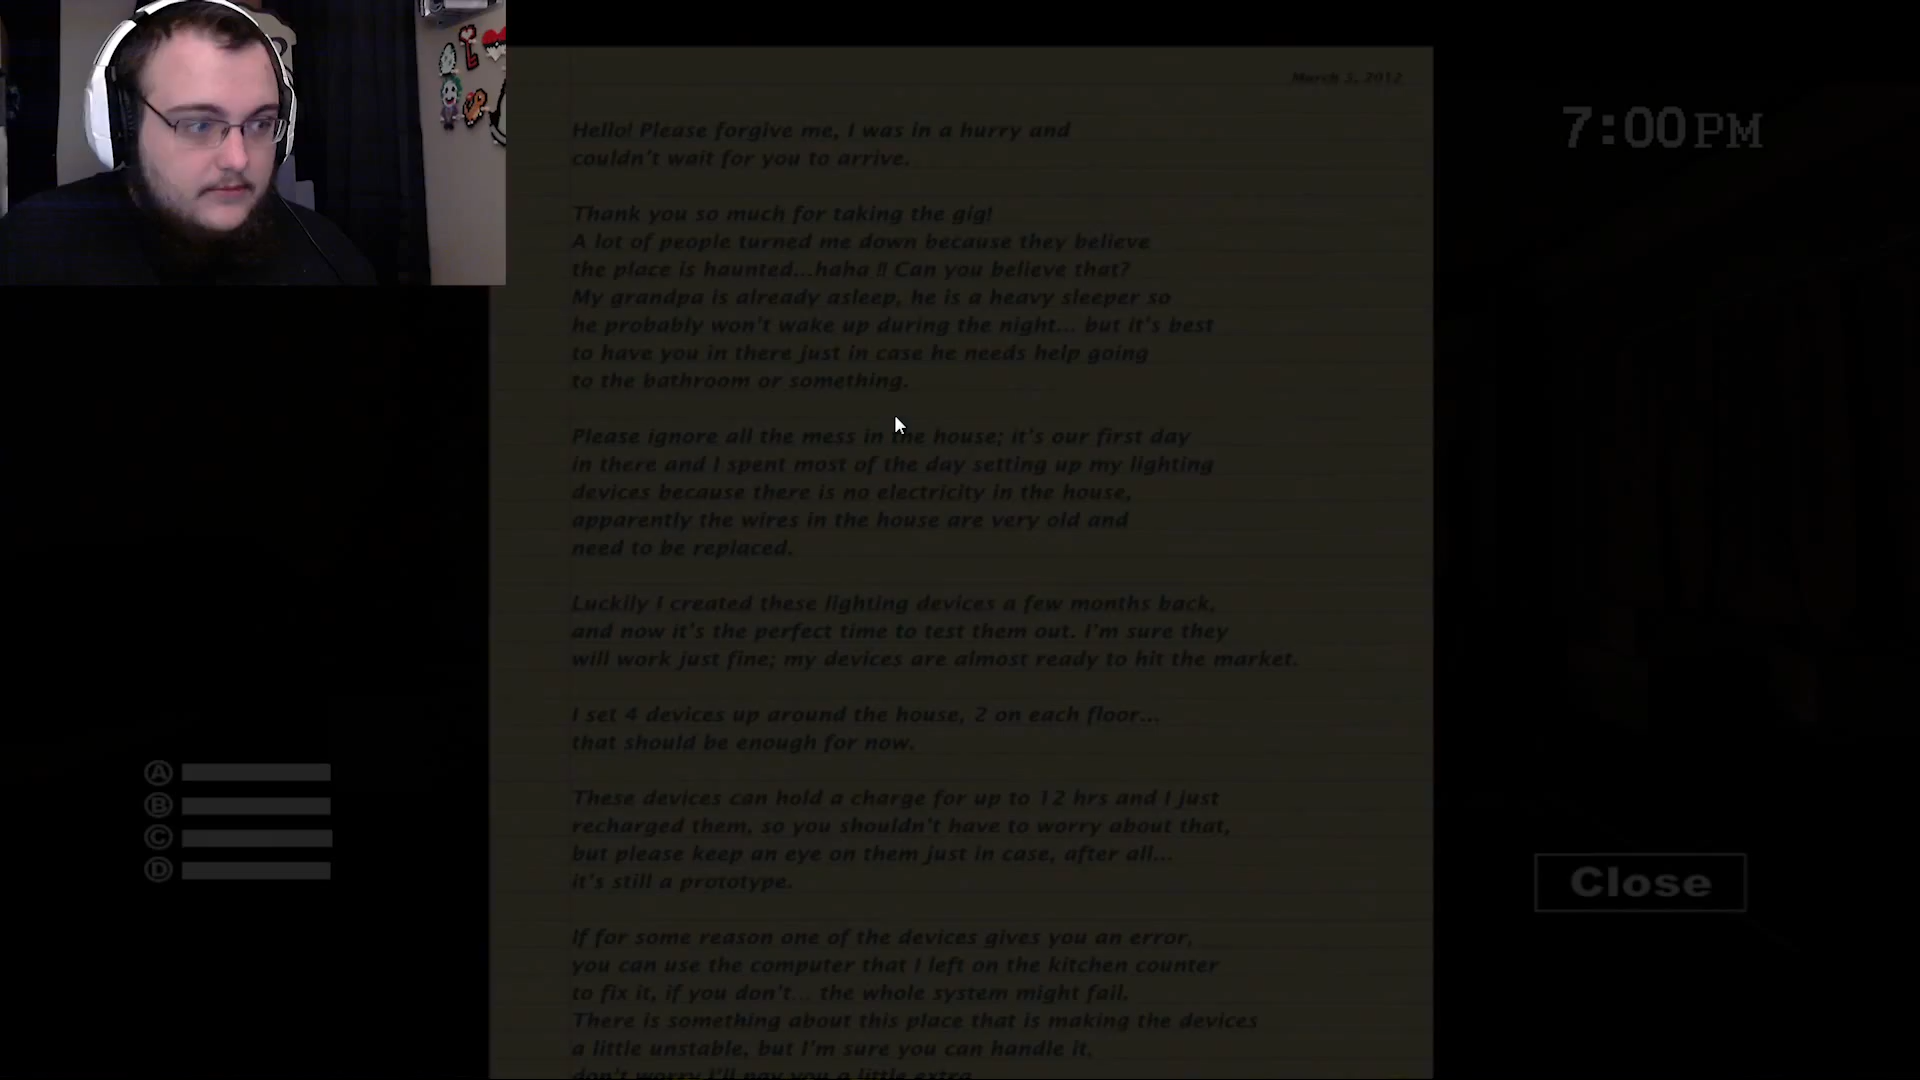 March 5, 2012
7:00PM
Hello! Please forgive me, I was in a hurry and
couldn't wait for you to arrive.
Thank you so much for taking the gig!
A lot of people turned me down because they believe
the place is haunted...haha !! Can you believe that?
My grandpa is already asleep, he is a heavy sleeper so
he probably won't wake up during the night... but it's best
to have you in there just in case he needs help going
to the bathroom or something.
Please ignore all the mess in the house; it's our first day
in there and I spent most of the day setting up my lighting
devices because there is no electricity in the house,
apparently the wires in the house are very old and
need to be replaced.
Luckily I created these lighting devices a few months back,
and now it's the perfect time to test them out. I'm sure they
will work just fine; my devices are almost ready to hit the market.
I set 4 devices up around the house, 2 on each floor...
that should be enough for now.
These devices can hold a charge for up to 12 hrs and I just
recharged them, so you shouldn't have to worry about that,
but please keep an eye on them just in case, after all...
it's still a prototype.
If for some reason one of the devices gives you an error,
you can use the computer that I left on the kitchen counter
to fix it, if you don't... the whole system might fail.
There is something about this place that is making the devices
a little unstable, but I'm sure you can handle it,
don't worry I'll pay you a little extra
A
B
C
D
Close